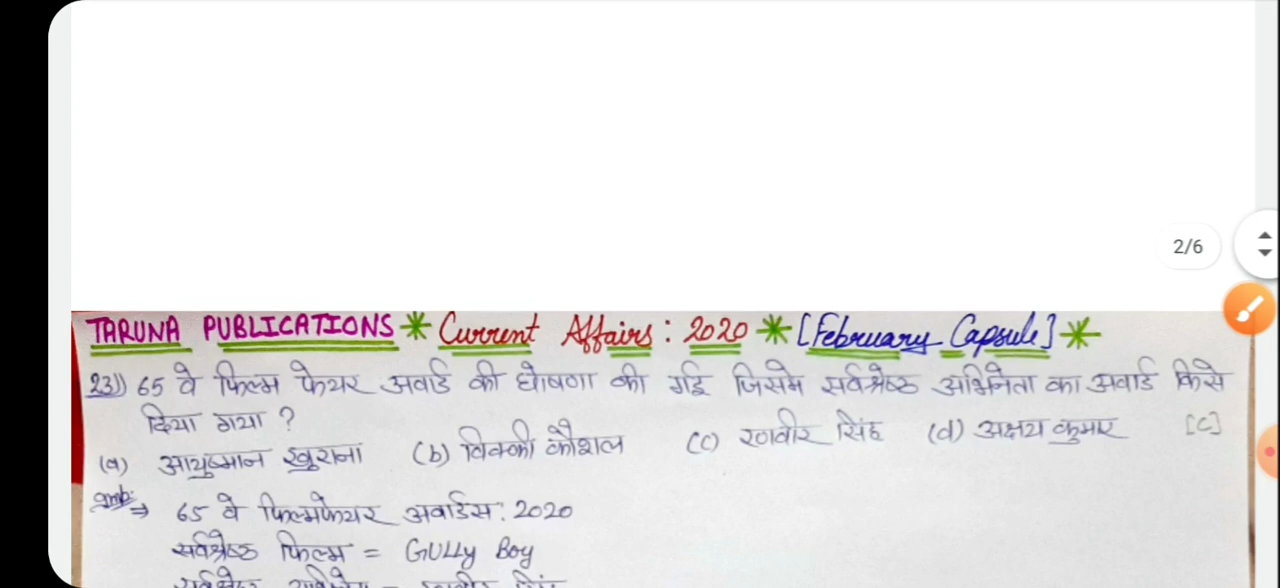 2/6
TARUNA PUBLICATIONS * Current Affairs : 2020 * [February Capsule] *
23)) 65 वे फिल्म फेयर अवार्ड की घोषणा की गई जिसमे सर्वश्रेष्ठ अभिनेता का अवार्ड किसे
दिया गया ?
(a) आयुष्मान खुराना (b) विक्की कौशल (c) रणवीर सिंह (d) अक्षय कुमार [C]
⇒ 65 वे फिल्मफेयर अवार्डस : 2020
सर्वश्रेष्ठ फिल्म = GULLY Boy